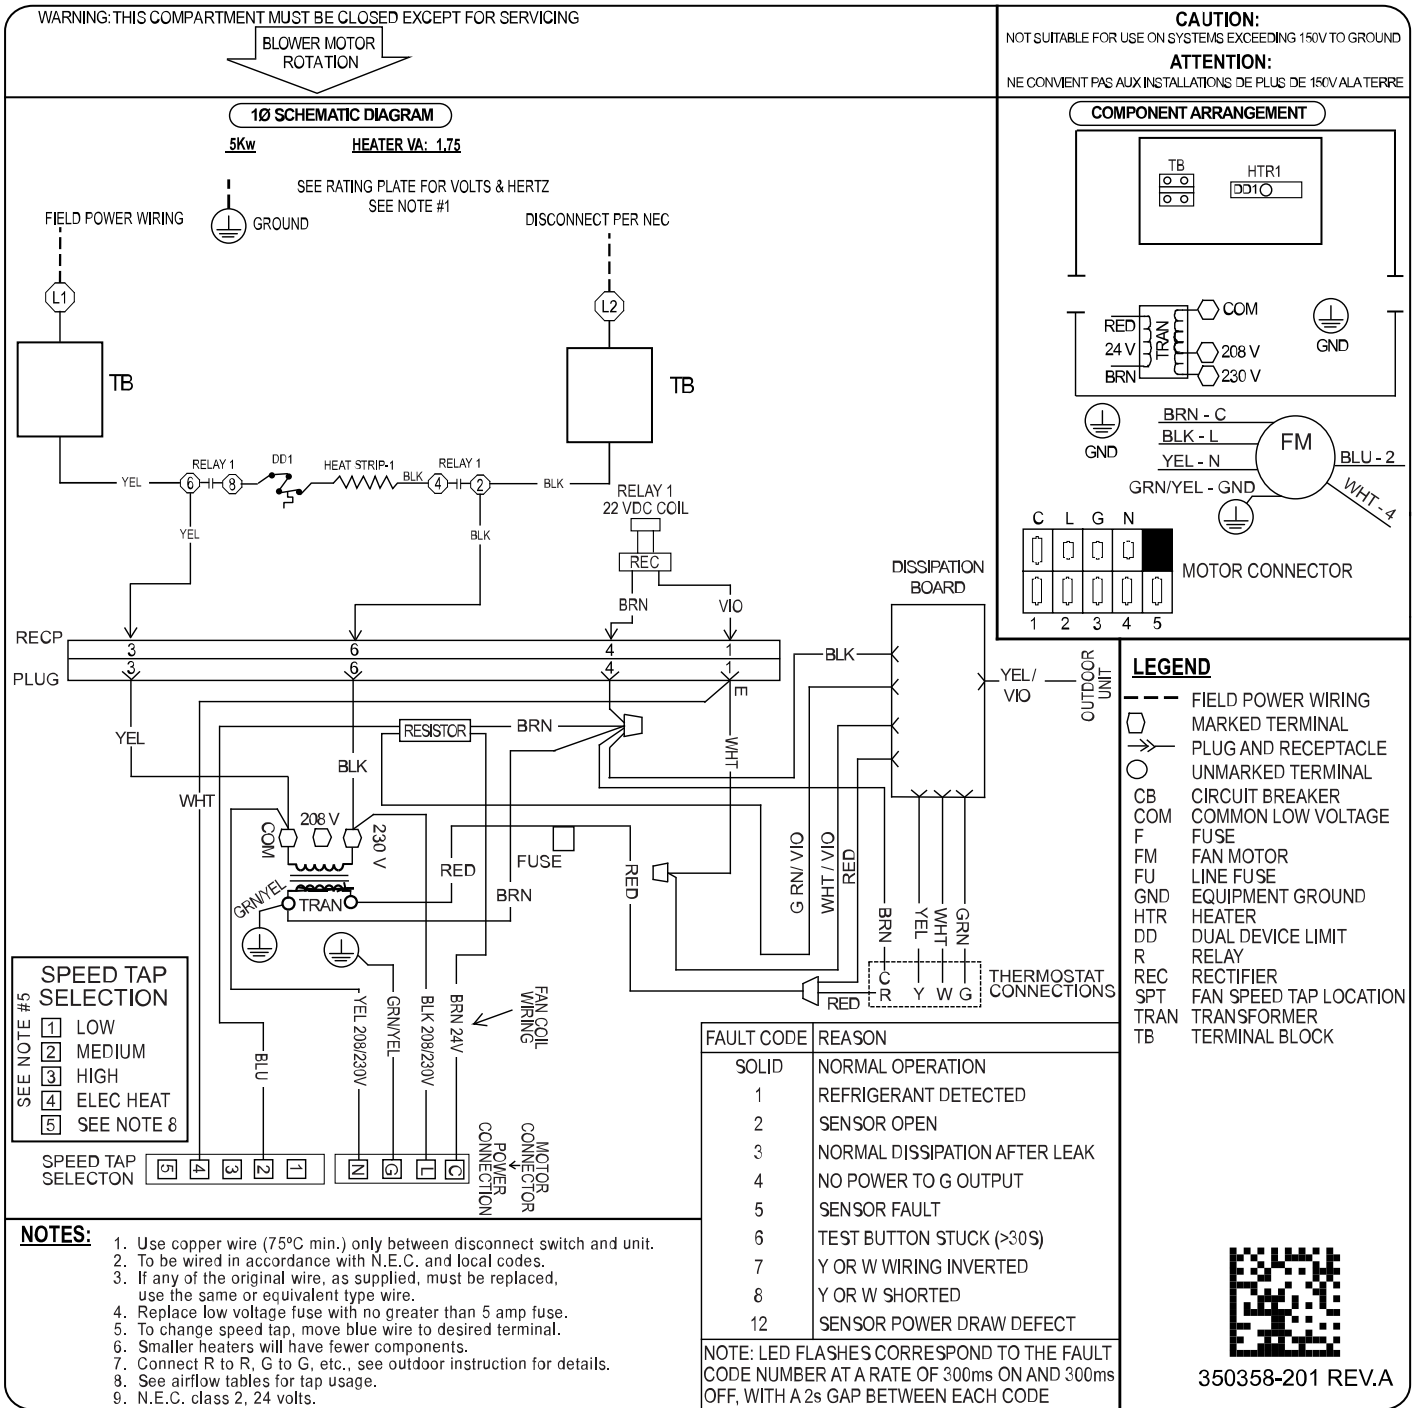 WARNING: THIS COMPARTMENT MUST BE CLOSED EXCEPT FOR SERVICING
BLOWER MOTOR
ROTATION
CAUTION:
NOT SUITABLE FOR USE ON SYSTEMS EXCEEDING 150V TO GROUND
ATTENTION:
NE CONVIENT PAS AUX INSTALLATIONS DE PLUS DE 150V ALA TERRE
1Ø SCHEMATIC DIAGRAM
5Kw
HEATER VA: 1.75
SEE RATING PLATE FOR VOLTS & HERTZ
SEE NOTE #1
FIELD POWER WIRING
GROUND
DISCONNECT PER NEC
L1
L2
TB
TB
RELAY 1
DD1
HEAT STRIP-1
RELAY 1
YEL
6
8
BLK
4
2
BLK
YEL
BLK
RELAY 1
22 VDC COIL
REC
BRN
VIO
RECP
3
6
4
1
PLUG
3
6
4
1
E
YEL
BLK
WHT
RESISTOR
BRN
WHT
COM
208 V
230 V
GRN/YEL
TRAN
RED
FUSE
BRN
RED
DISSIPATION
BOARD
BLK
YEL/
VIO
OUTDOOR
UNIT
GRN / VIO
WHT / VIO
RED
BRN
YEL
WHT
GRN
C
R
Y
W
G
RED
THERMOSTAT
CONNECTIONS
YEL 208/230V
GRN/YEL
BLK 208/230V
BRN 24V
FAN COIL
WIRING
BLU
SPEED TAP
SELECTION
SEE NOTE #5
1 LOW
2 MEDIUM
3 HIGH
4 ELEC HEAT
5 SEE NOTE 8
SPEED TAP
SELECTON
5
4
3
2
1
N
G
L
C
MOTOR
CONNECTOR
POWER
CONNECTION
COMPONENT ARRANGEMENT
TB
HTR1
DD1
RED
24 V
BRN
TRAN
COM
208 V
230 V
GND
GND
BRN - C
BLK - L
YEL - N
GRN/YEL - GND
FM
BLU - 2
WHT - 4
C L G N
1 2 3 4 5
MOTOR CONNECTOR
LEGEND
FIELD POWER WIRING
MARKED TERMINAL
PLUG AND RECEPTACLE
UNMARKED TERMINAL
CB CIRCUIT BREAKER
COM COMMON LOW VOLTAGE
F FUSE
FM FAN MOTOR
FU LINE FUSE
GND EQUIPMENT GROUND
HTR HEATER
DD DUAL DEVICE LIMIT
R RELAY
REC RECTIFIER
SPT FAN SPEED TAP LOCATION
TRAN TRANSFORMER
TB TERMINAL BLOCK
FAULT CODE REASON
SOLID NORMAL OPERATION
1 REFRIGERANT DETECTED
2 SENSOR OPEN
3 NORMAL DISSIPATION AFTER LEAK
4 NO POWER TO G OUTPUT
5 SENSOR FAULT
6 TEST BUTTON STUCK (>30S)
7 Y OR W WIRING INVERTED
8 Y OR W SHORTED
12 SENSOR POWER DRAW DEFECT
NOTE: LED FLASHES CORRESPOND TO THE FAULT
CODE NUMBER AT A RATE OF 300ms ON AND 300ms
OFF, WITH A 2s GAP BETWEEN EACH CODE
NOTES:
1. Use copper wire (75ºC min.) only between disconnect switch and unit.
2. To be wired in accordance with N.E.C. and local codes.
3. If any of the original wire, as supplied, must be replaced,
use the same or equivalent type wire.
4. Replace low voltage fuse with no greater than 5 amp fuse.
5. To change speed tap, move blue wire to desired terminal.
6. Smaller heaters will have fewer components.
7. Connect R to R, G to G, etc., see outdoor instruction for details.
8. See airflow tables for tap usage.
9. N.E.C. class 2, 24 volts.
350358-201 REV.A